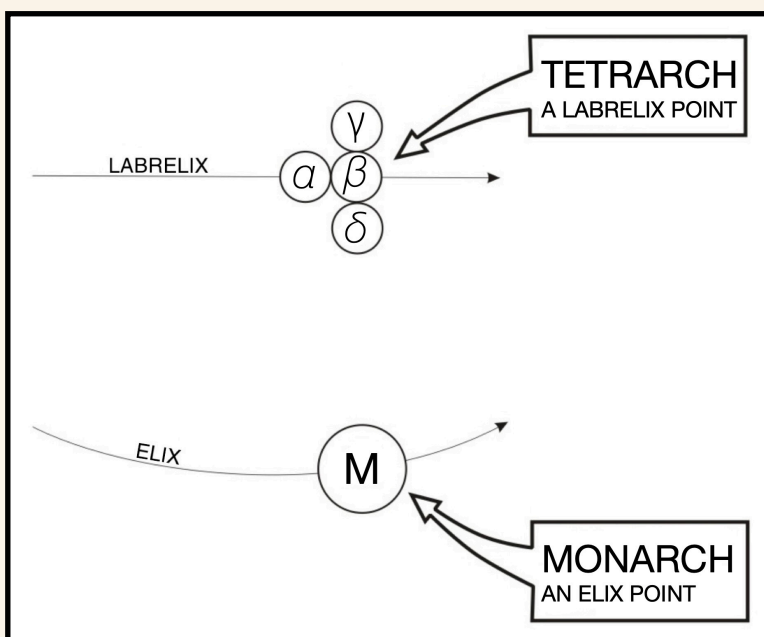 TETRARCH
A LABRELIX POINT
γ
LABRELIX
α β
δ
ELIX
M
MONARCH
AN ELIX POINT